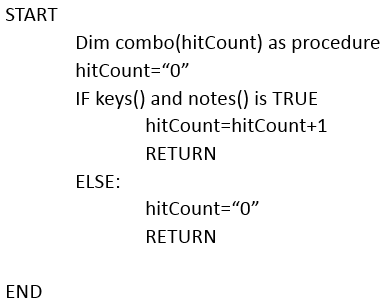 START
Dim combo(hitCount) as procedure
hitCount=“0”
IF keys() and notes() is TRUE
hitCount=hitCount+1
RETURN
ELSE:
hitCount=“0”
RETURN
END